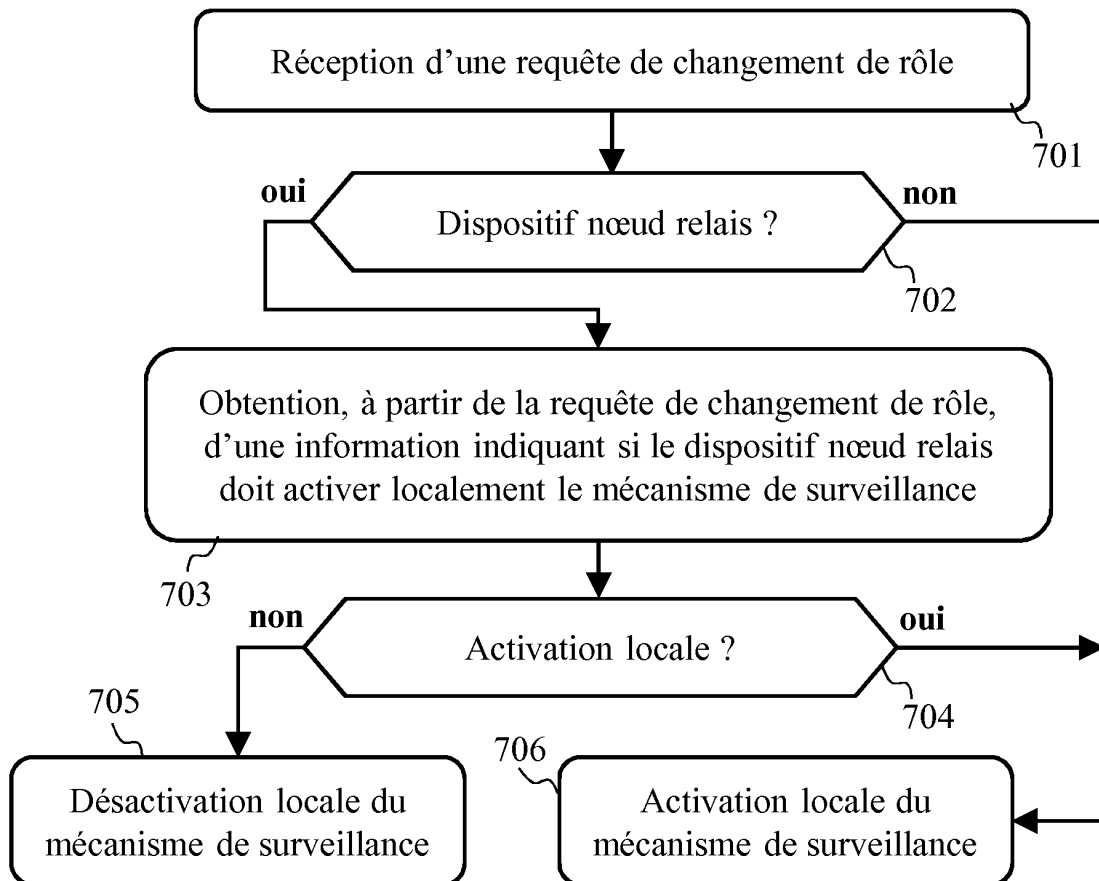 Réception d’une requête de changement de rôle
701
oui
non
Dispositif nœud relais ?
702
Obtention, à partir de la requête de changement de rôle,
d’une information indiquant si le dispositif nœud relais
doit activer localement le mécanisme de surveillance
703
non
oui
Activation locale ?
704
705
706
Désactivation locale du
mécanisme de surveillance
Activation locale du
mécanisme de surveillance